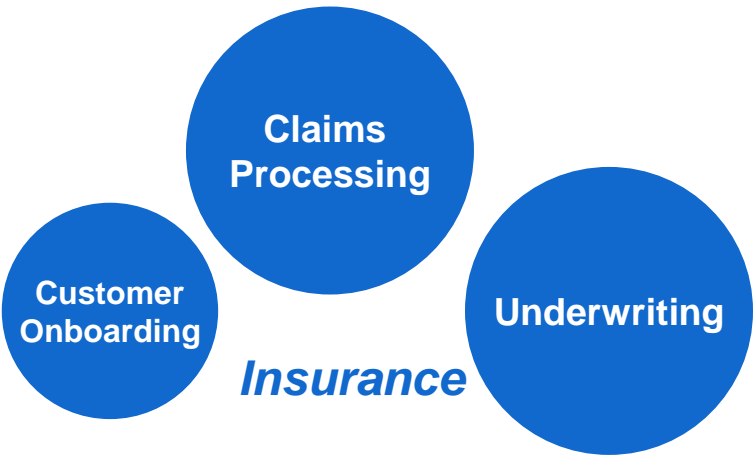 Claims
Processing
Customer
Onboarding
Underwriting
Insurance